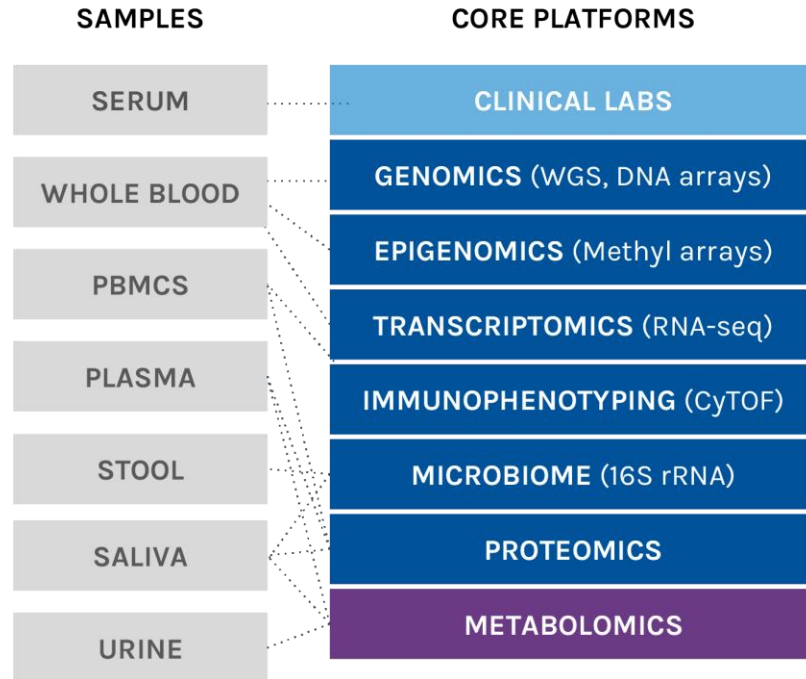 SAMPLES
CORE PLATFORMS
SERUM
WHOLE BLOOD
PBMCS
PLASMA
STOOL
SALIVA
URINE
CLINICAL LABS
GENOMICS (WGS, DNA arrays)
EPIGENOMICS (Methyl arrays)
TRANSCRIPTOMICS (RNA-seq)
IMMUNOPHENOTYPING (CyTOF)
MICROBIOME (16S rRNA)
PROTEOMICS
METABOLOMICS